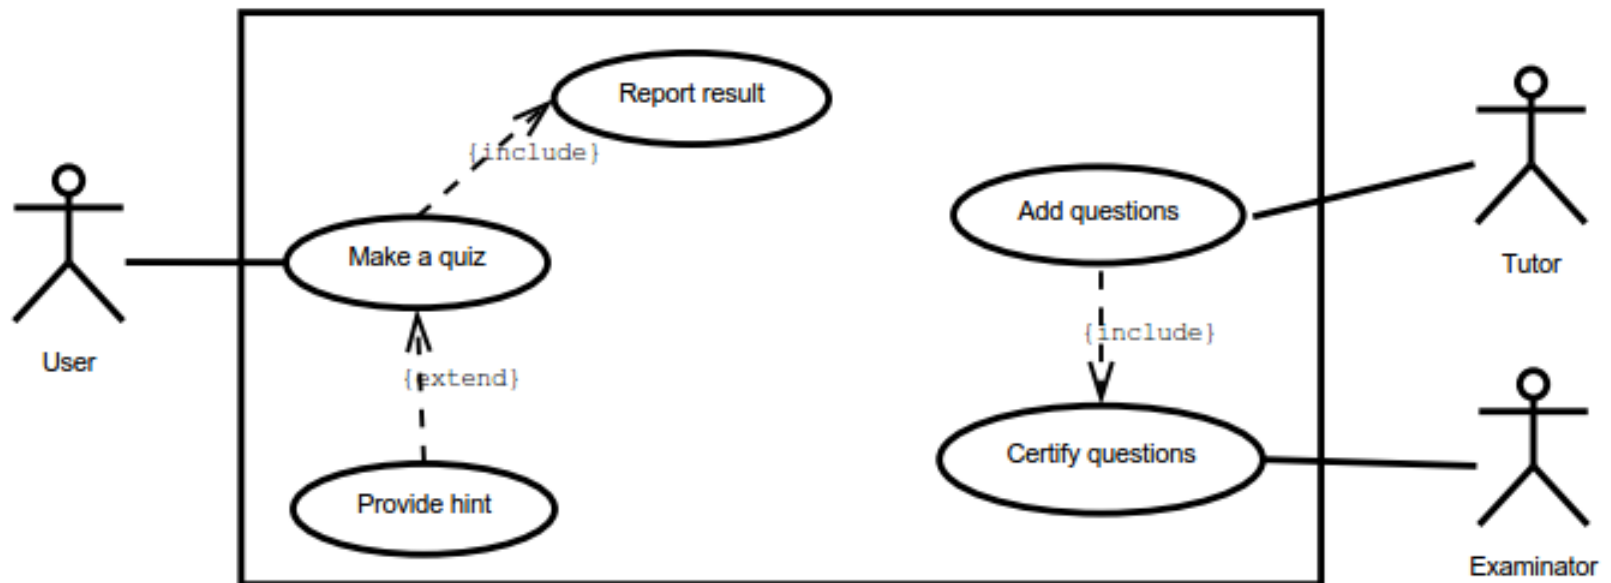 Report result
{include}
Make a quiz
User
{extend}
Provide hint
Add questions
Tutor
{include}
Certify questions
Examinator